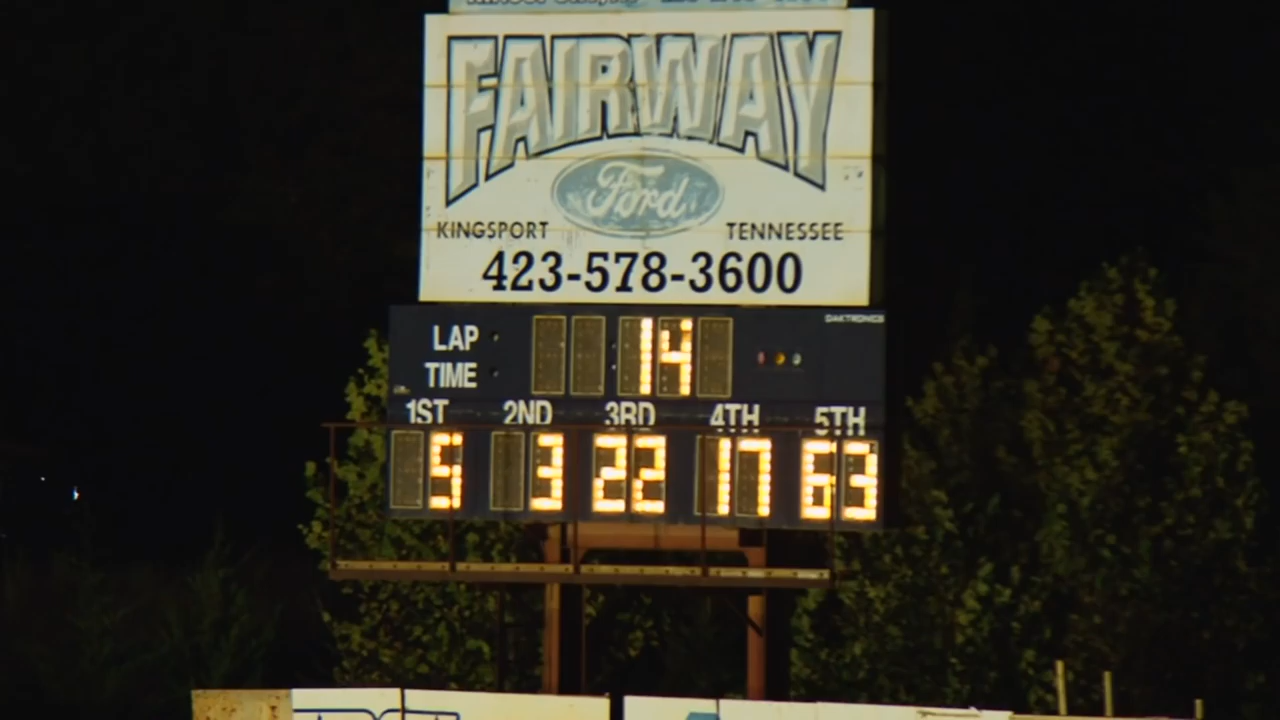 FAIRWAY
Ford
KINGSPORT TENNESSEE
423-578-3600
DAKTRONICS
LAP 14
TIME
1ST 2ND 3RD 4TH 5TH
5 3 22 17 63